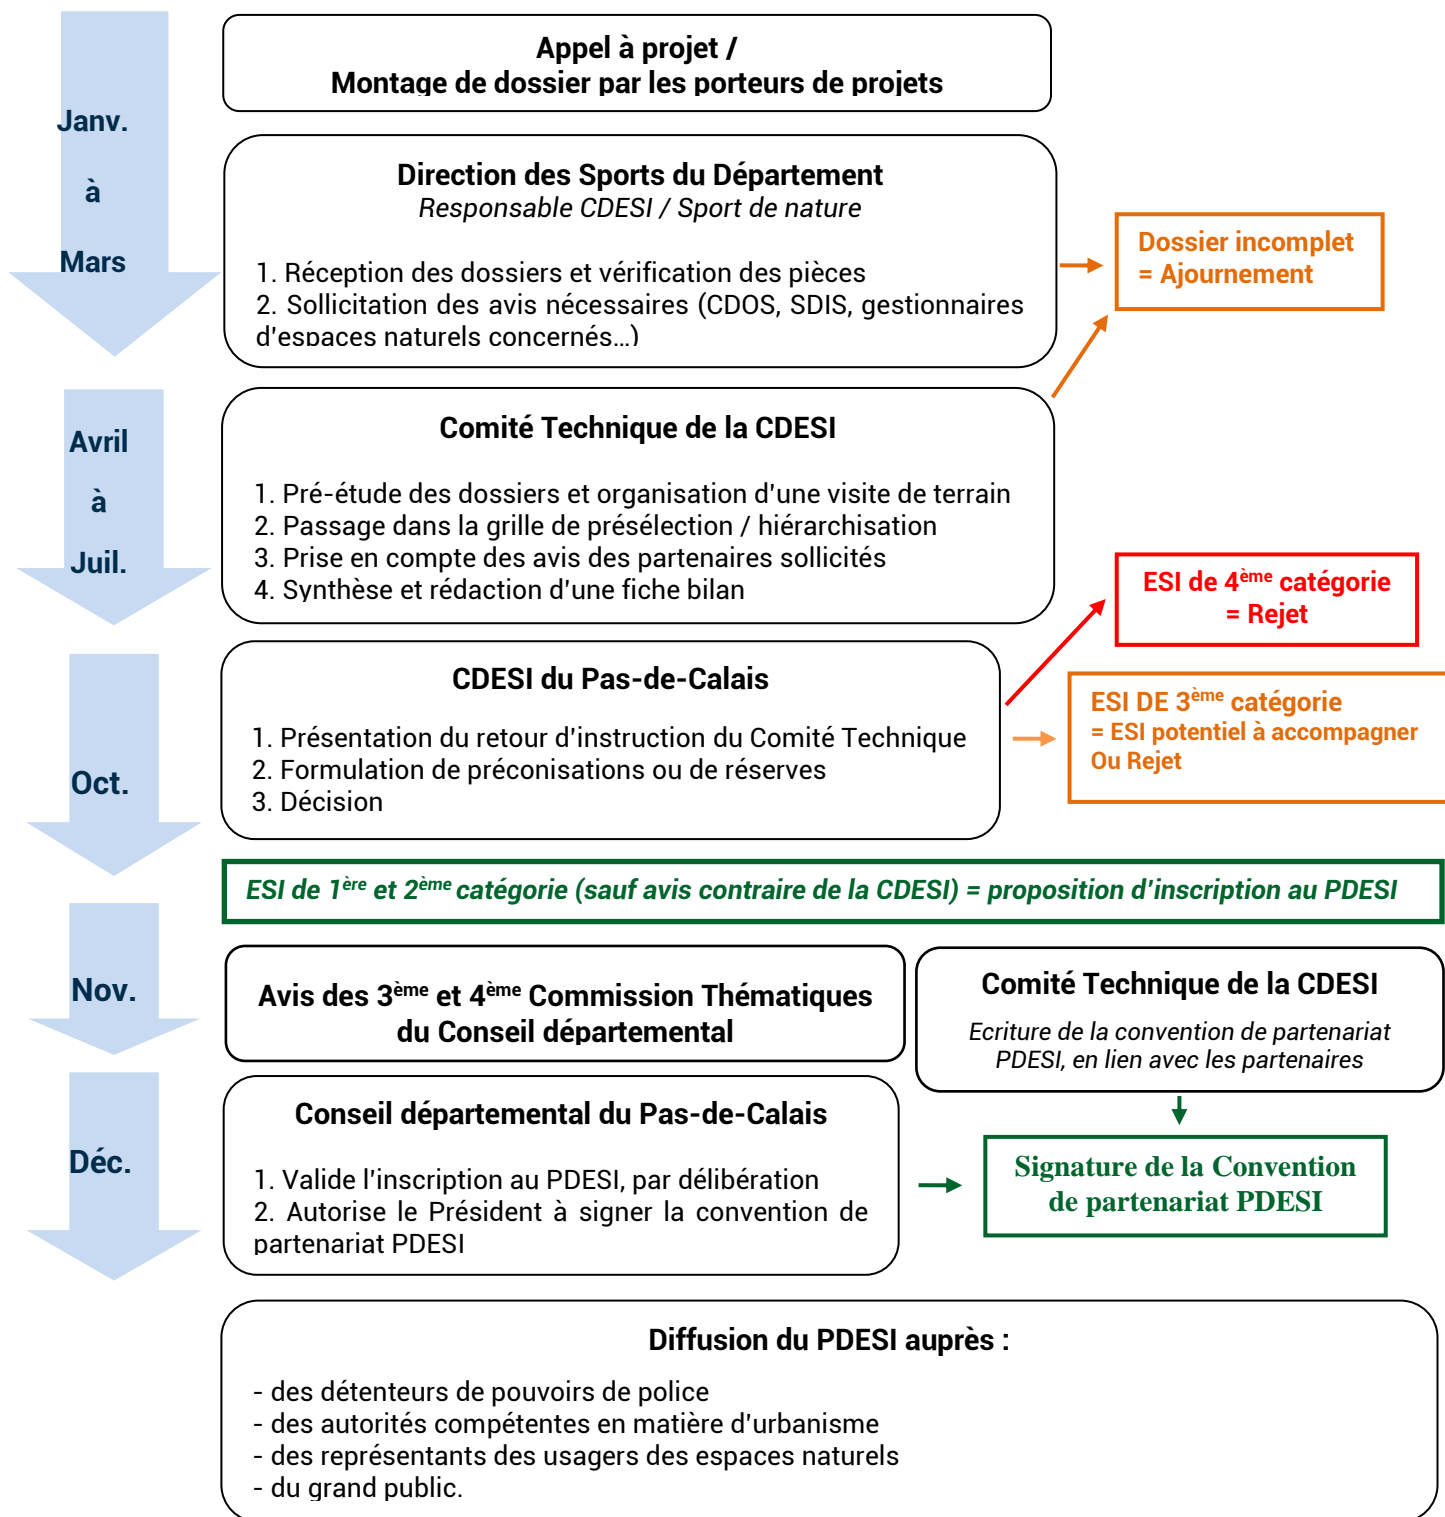 Appel à projet /
Montage de dossier par les porteurs de projets
Janv.
à
Mars
Direction des Sports du Département
Responsable CDESI / Sport de nature
1. Réception des dossiers et vérification des pièces
2. Sollicitation des avis nécessaires (CDOS, SDIS, gestionnaires
d'espaces naturels concernés…)
Dossier incomplet
= Ajournement
Avril
à
Juil.
Comité Technique de la CDESI
1. Pré-étude des dossiers et organisation d'une visite de terrain
2. Passage dans la grille de présélection / hiérarchisation
3. Prise en compte des avis des partenaires sollicités
4. Synthèse et rédaction d'une fiche bilan
ESI de 4ème catégorie
= Rejet
Oct.
CDESI du Pas-de-Calais
1. Présentation du retour d'instruction du Comité Technique
2. Formulation de préconisations ou de réserves
3. Décision
ESI DE 3ème catégorie
= ESI potentiel à accompagner
Ou Rejet
ESI de 1ère et 2ème catégorie (sauf avis contraire de la CDESI) = proposition d'inscription au PDESI
Nov.
Avis des 3ème et 4ème Commission Thématiques
du Conseil départemental
Comité Technique de la CDESI
Ecriture de la convention de partenariat
PDESI, en lien avec les partenaires
Déc.
Conseil départemental du Pas-de-Calais
1. Valide l'inscription au PDESI, par délibération
2. Autorise le Président à signer la convention de
partenariat PDESI
Signature de la Convention
de partenariat PDESI
Diffusion du PDESI auprès :
- des détenteurs de pouvoirs de police
- des autorités compétentes en matière d'urbanisme
- des représentants des usagers des espaces naturels
- du grand public.